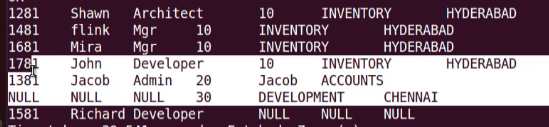 1281 Shawn Architect 10 INVENTORY HYDERABAD
1481 flink Mgr 10 INVENTORY HYDERABAD
1681 Mira Mgr 10 INVENTORY HYDERABAD
1781 John Developer 10 INVENTORY HYDERABAD
1381 Jacob Admin 20 Jacob ACCOUNTS
NULL NULL NULL 30 DEVELOPMENT CHENNAI
1581 Richard Developer NULL NULL NULL